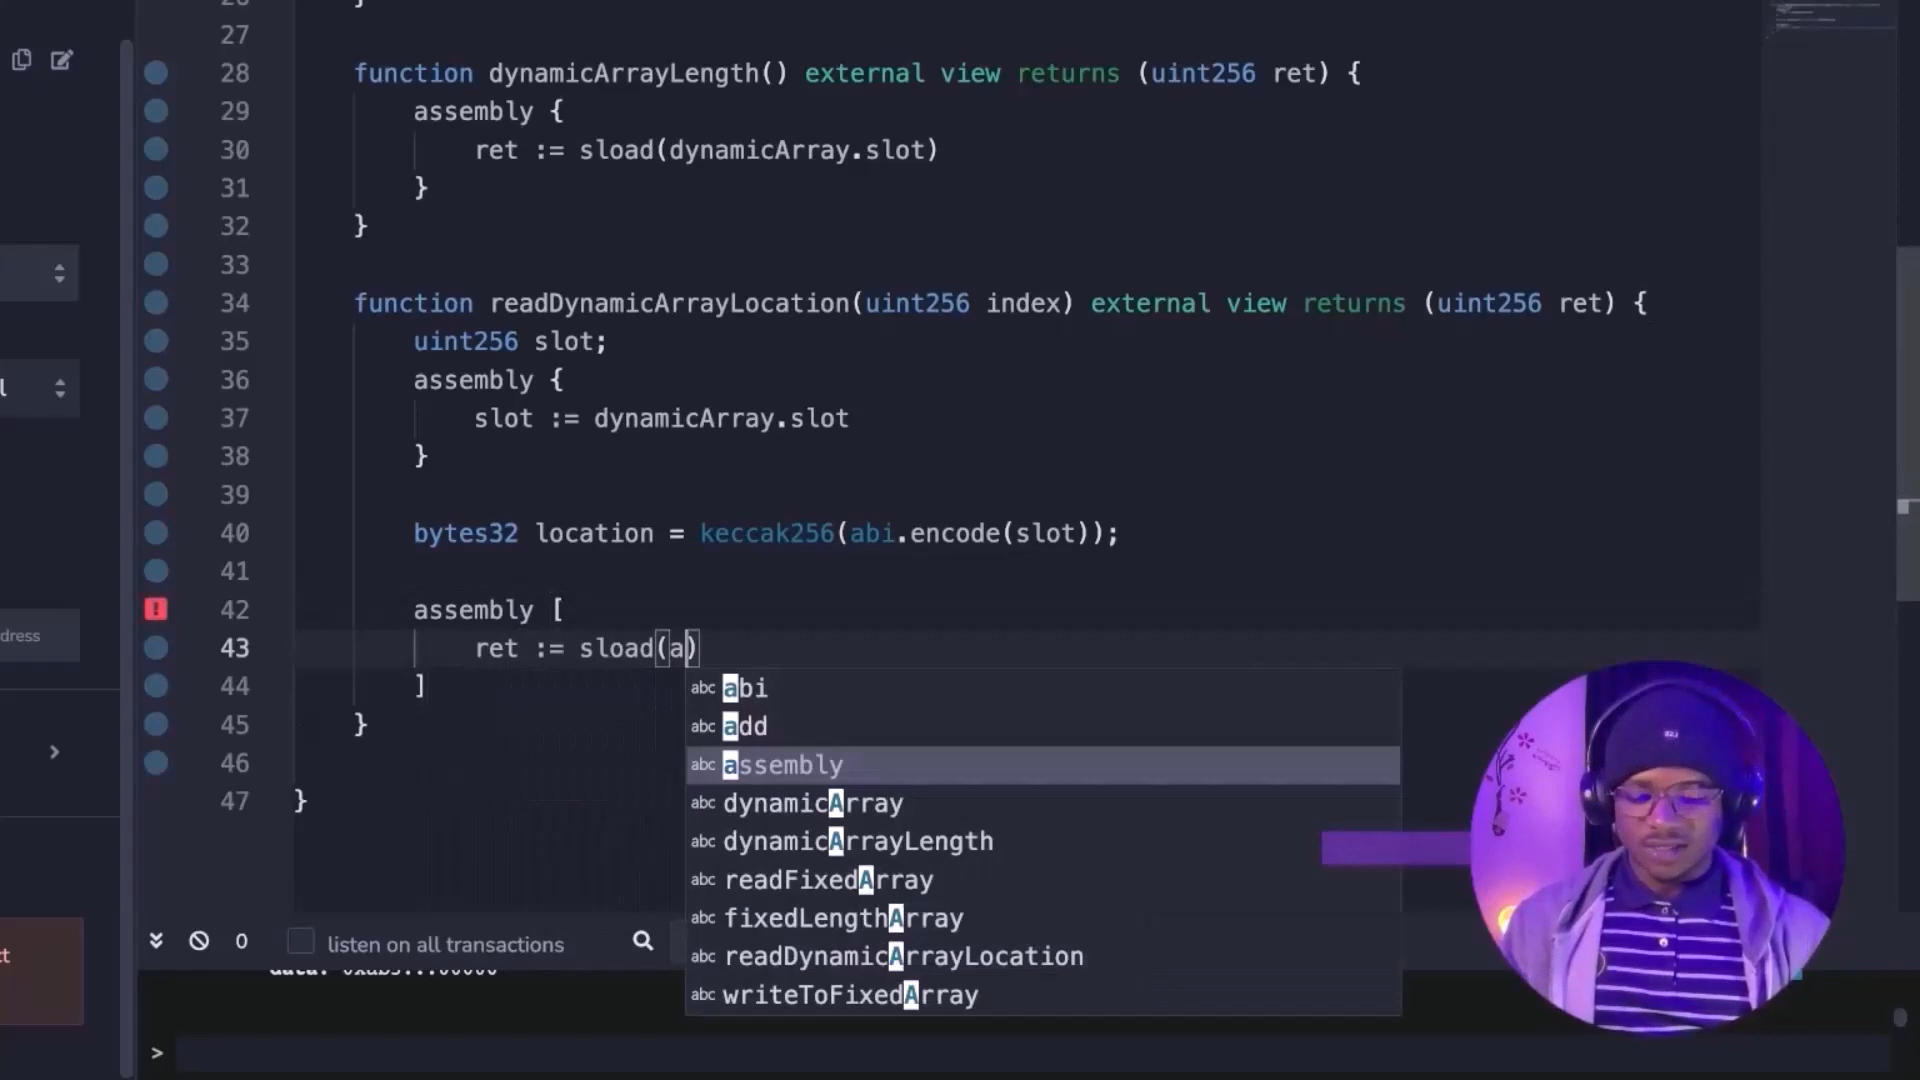 27
28 function dynamicArrayLength() external view returns (uint256 ret) {
29 assembly {
30 ret := sload(dynamicArray.slot)
31 }
32 }
33
34 function readDynamicArrayLocation(uint256 index) external view returns (uint256 ret) {
35 uint256 slot;
36 assembly {
37 slot := dynamicArray.slot
38 }
39
40 bytes32 location = keccak256(abi.encode(slot));
41
42 assembly [
43 ret := sload(a)
44 ]
45 }
46
47 }
abc abi
abc add
abc assembly
abc dynamicArray
abc dynamicArrayLength
abc readFixedArray
abc fixedLengthArray
abc readDynamicArrayLocation
abc writeToFixedArray
dress
ct
0 listen on all transactions
>